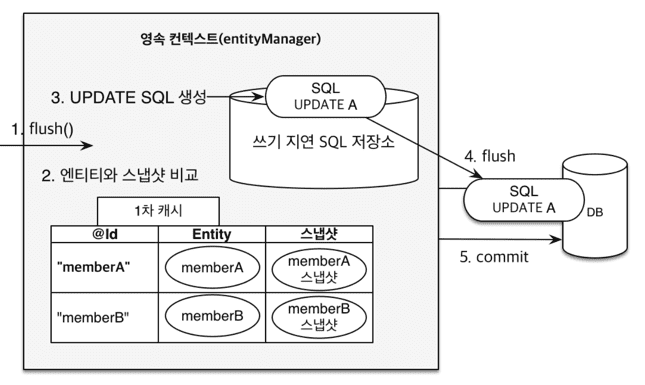 영속 컨텍스트(entityManager)
3. UPDATE SQL 생성
SQL
UPDATE A
1. flush()
쓰기 지연 SQL 저장소
4. flush
2. 엔티티와 스냅샷 비교
SQL
UPDATE A
DB
1차 캐시
@Id Entity 스냅샷
"memberA" memberA memberA
스냅샷
5. commit
"memberB" memberB memberB
스냅샷